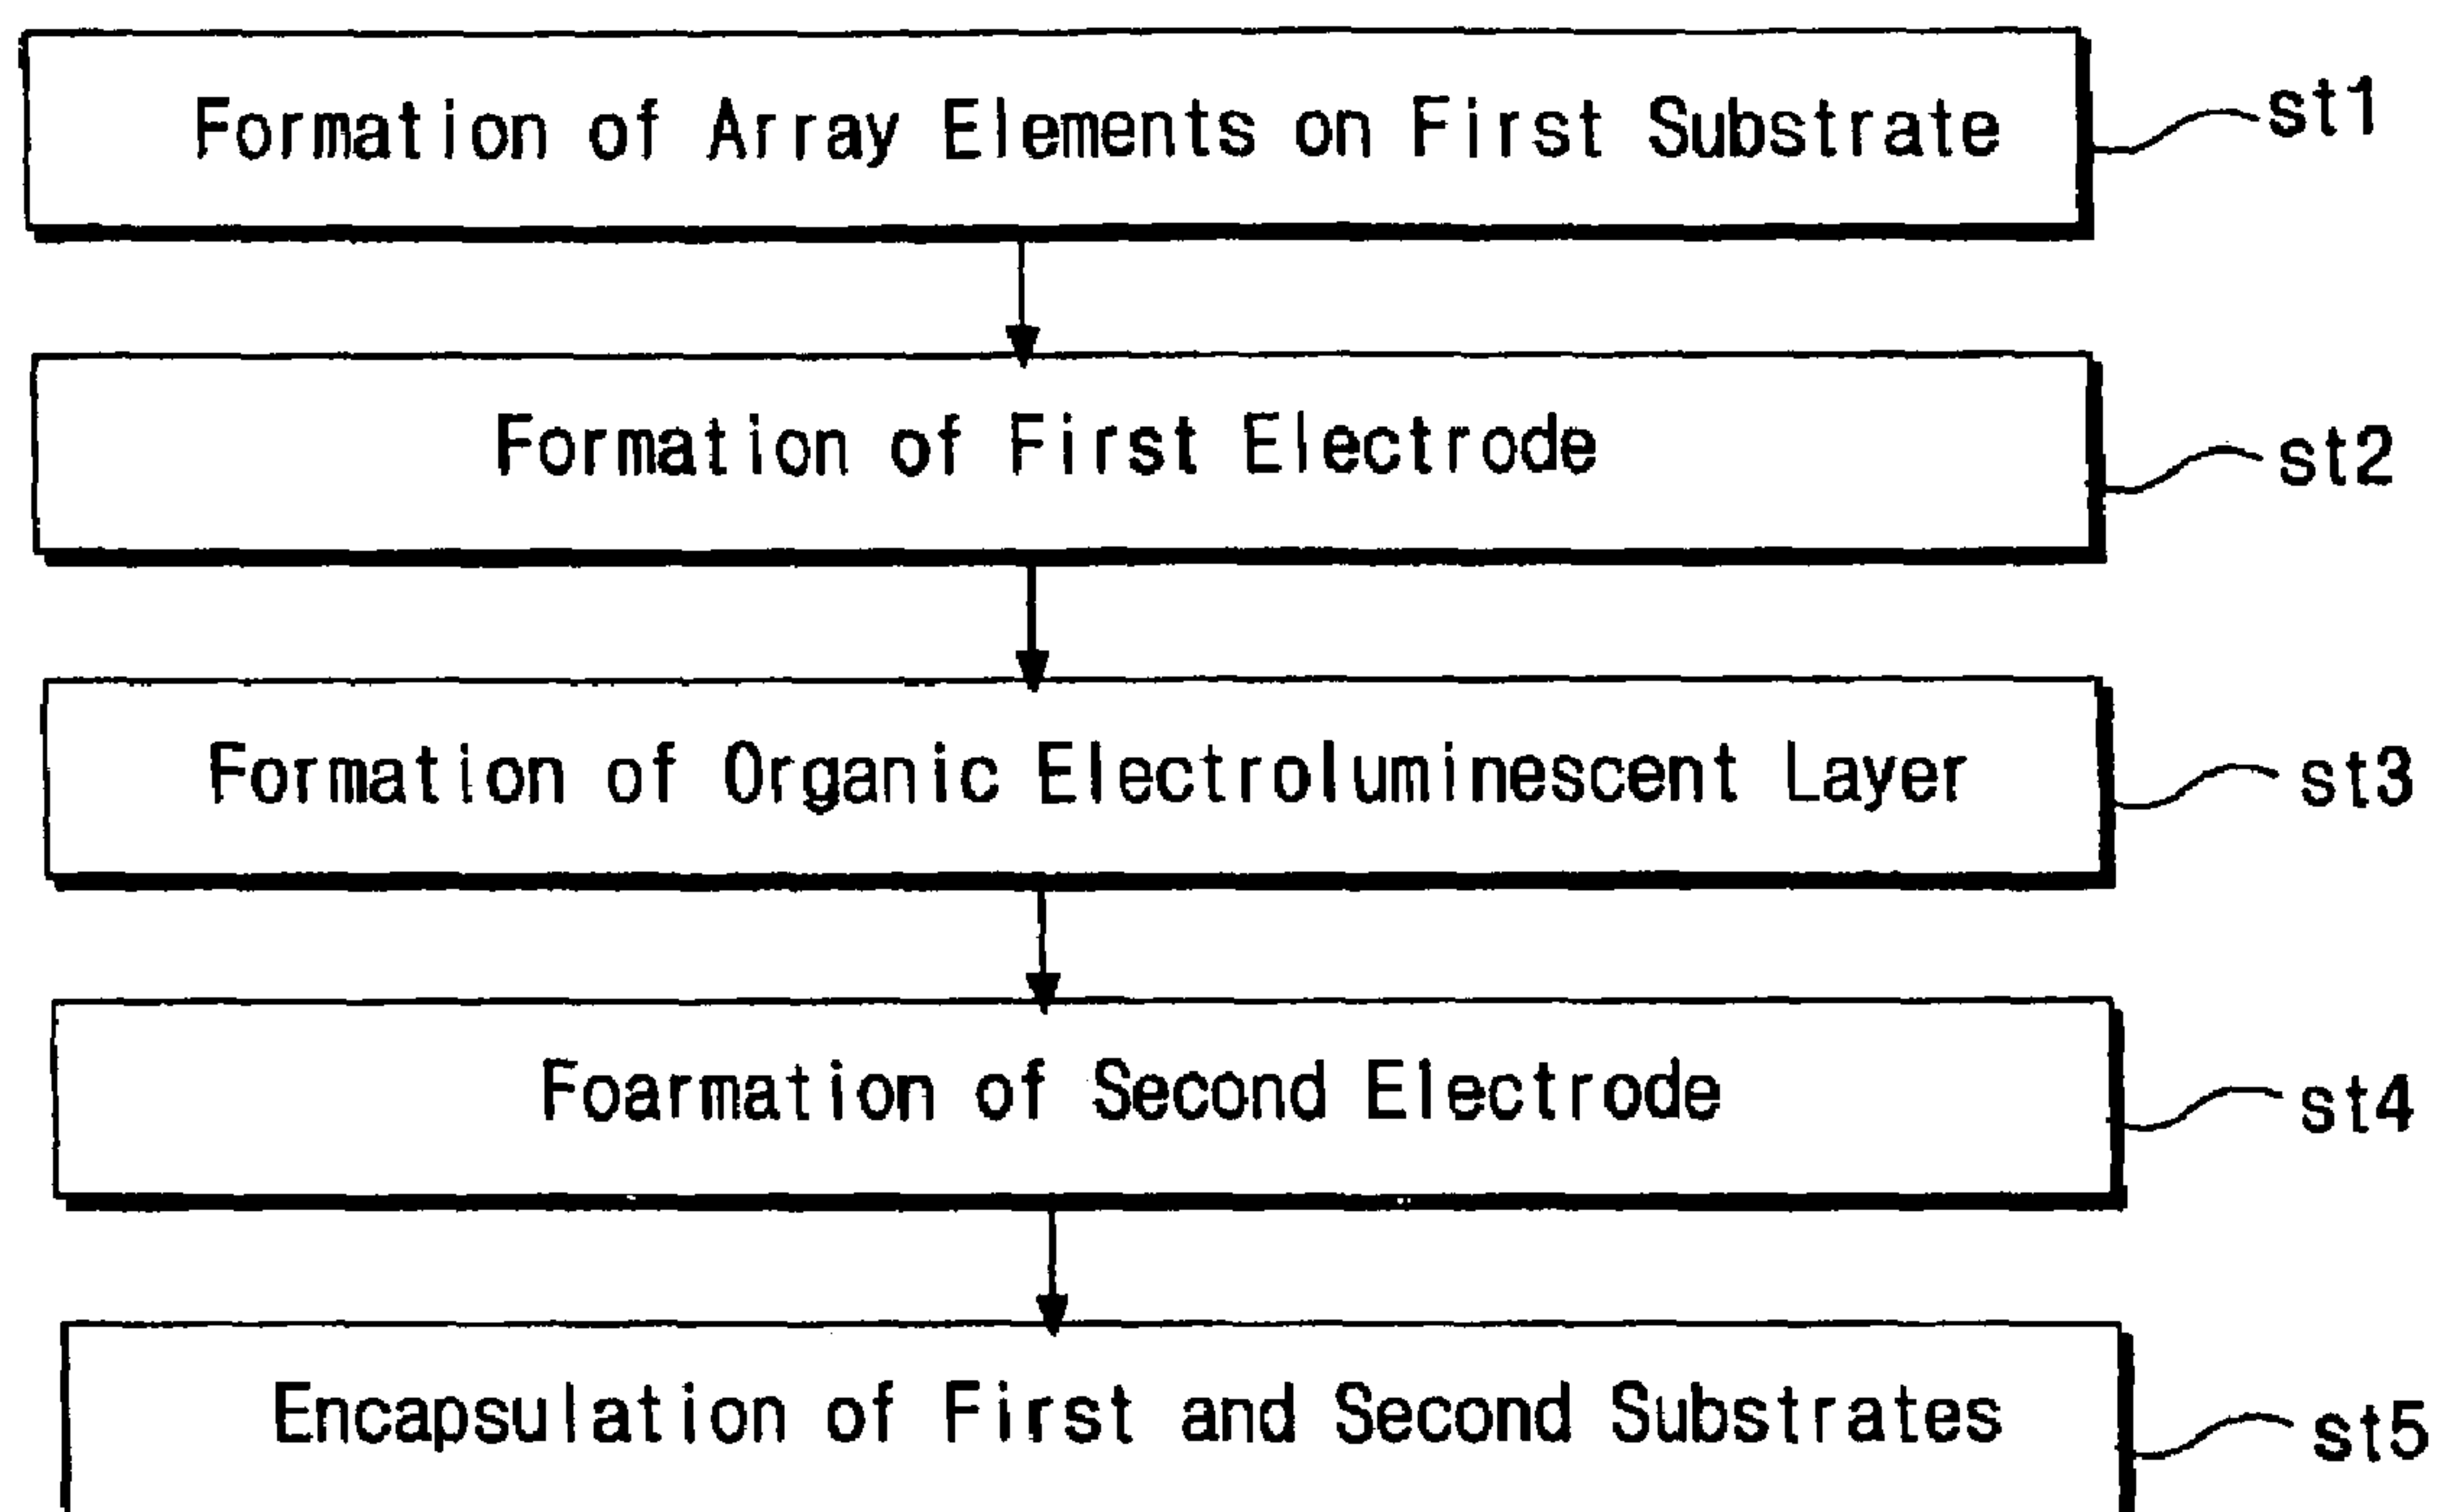 Formation of Array Elements on First Substrate
st1
Formation of First Electrode
st2
Formation of Organic Electroluminescent Layer
st3
Foarmation of Second Electrode
st4
Encapsulation of First and Second Substrates
st5